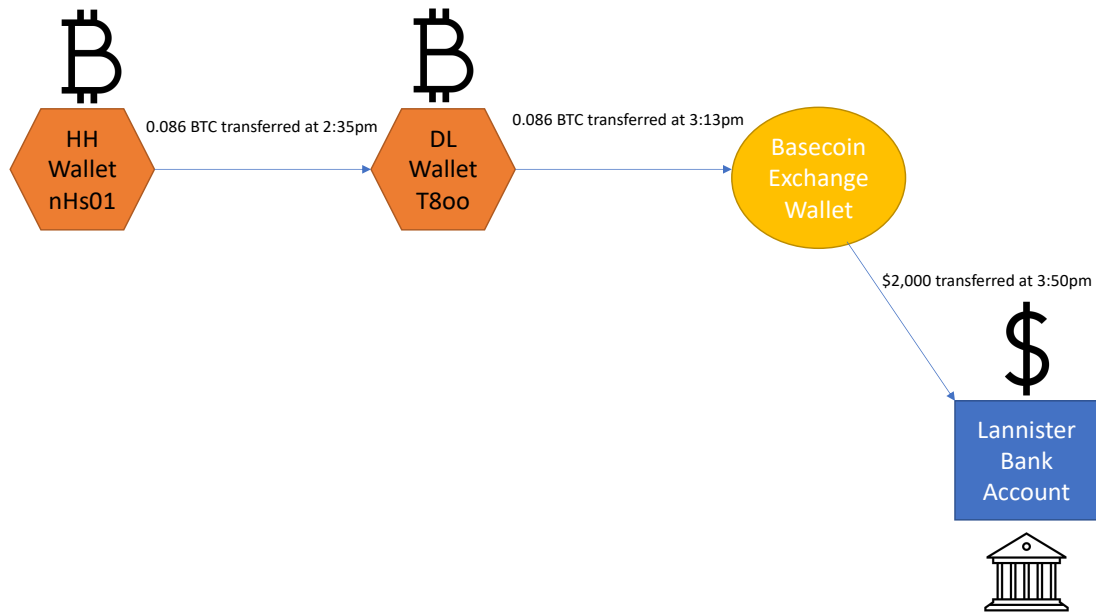 HH
Wallet
nHs01
0.086 BTC transferred at 2:35pm
DL
Wallet
T8oo
0.086 BTC transferred at 3:13pm
Basecoin
Exchange
Wallet
$2,000 transferred at 3:50pm
Lannister
Bank
Account